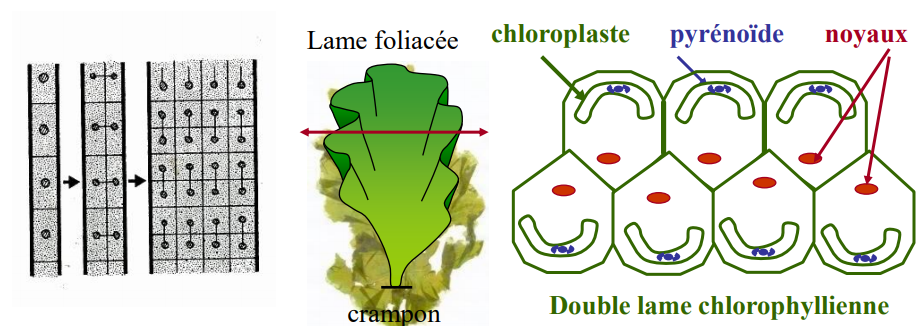 Lame foliacée
crampon
chloroplaste
pyrénoïde
noyaux
Double lame chlorophyllienne